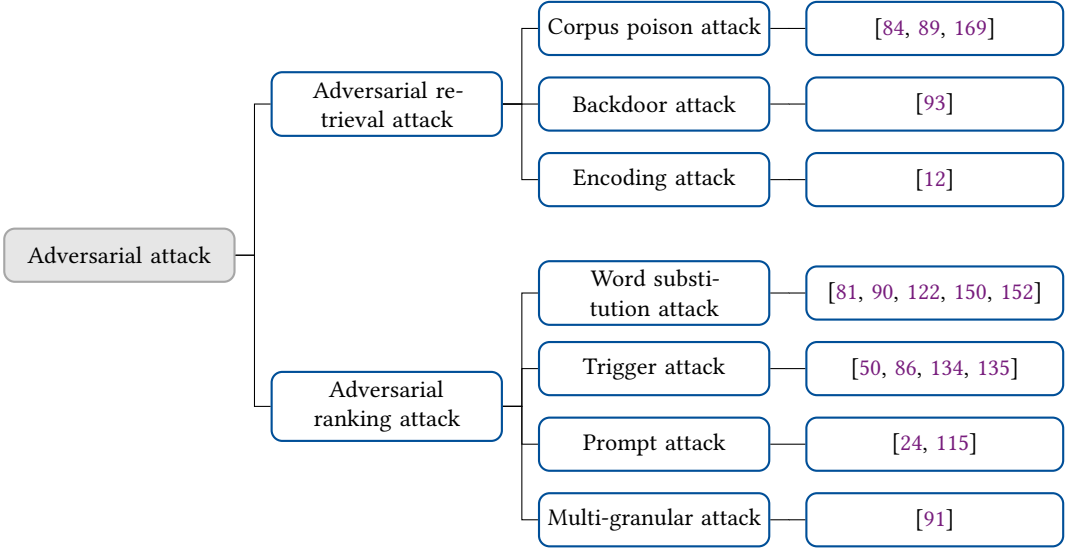 Adversarial attack
Adversarial re-
trieval attack
Corpus poison attack
[84, 89, 169]
Backdoor attack
[93]
Encoding attack
[12]
Adversarial
ranking attack
Word substi-
tution attack
[81, 90, 122, 150, 152]
Trigger attack
[50, 86, 134, 135]
Prompt attack
[24, 115]
Multi-granular attack
[91]